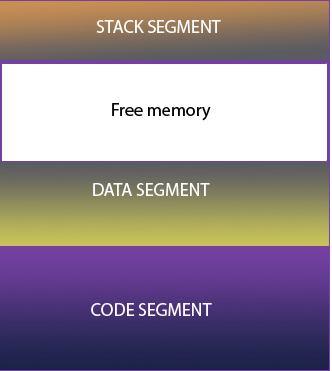 STACK SEGMENT
Free memory
DATA SEGMENT
CODE SEGMENT